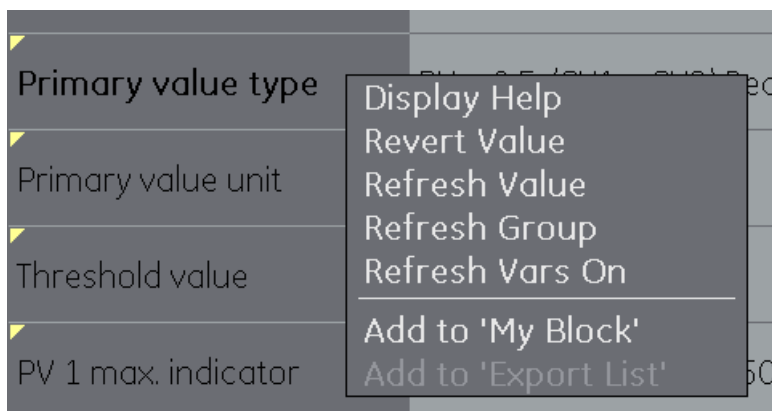 Primary value type
Primary value unit
Threshold value
PV 1 max. indicator
Display Help
Revert Value
Refresh Value
Refresh Group
Refresh Vars On
Add to 'My Block'
Add to 'Export List'